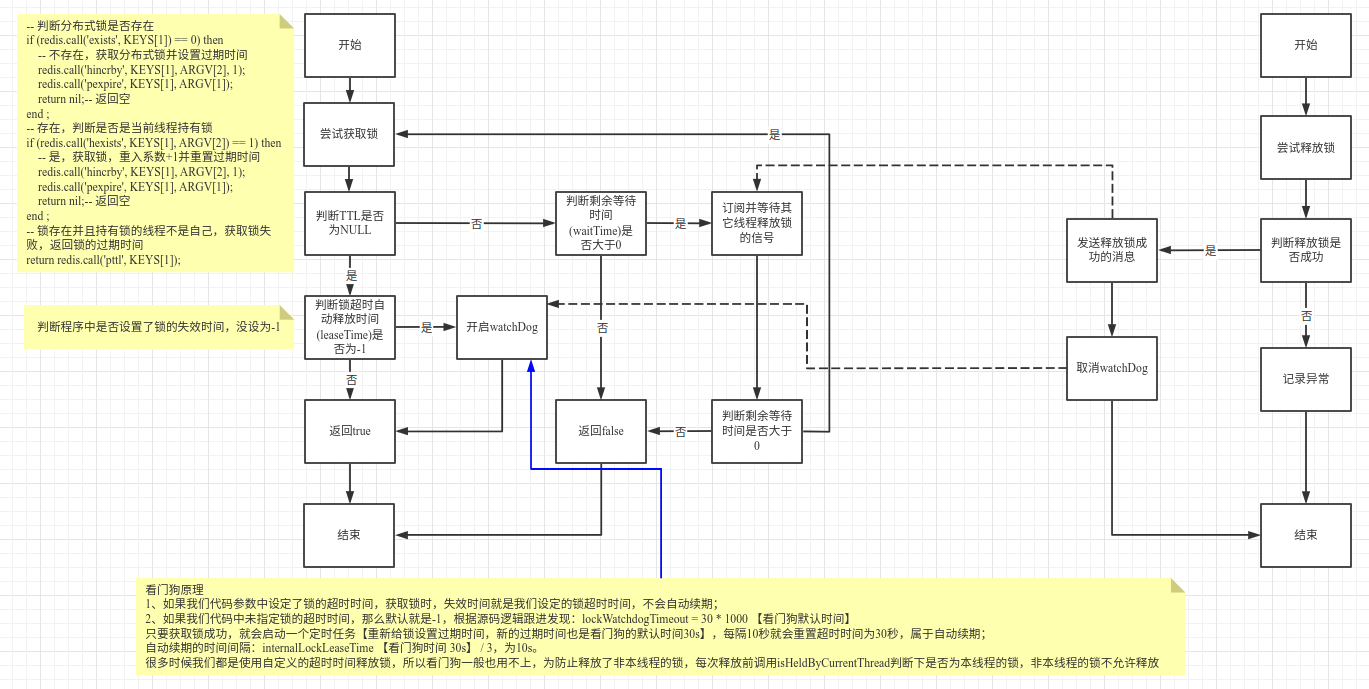 -- 判断分布式锁是否存在
if (redis.call('exists', KEYS[1]) == 0) then
-- 不存在，获取分布式锁并设置过期时间
redis.call('hincrby', KEYS[1], ARGV[2], 1);
redis.call('pexpire', KEYS[1], ARGV[1]);
return nil;-- 返回空
end ;
-- 存在，判断是否是当前线程持有锁
if (redis.call('hexists', KEYS[1], ARGV[2]) == 1) then
-- 是，获取锁，重入系数+1并重置过期时间
redis.call('hincrby', KEYS[1], ARGV[2], 1);
redis.call('pexpire', KEYS[1], ARGV[1]);
return nil;-- 返回空
end ;
-- 锁存在并且持有锁的线程不是自己，获取锁失
败，返回锁的过期时间
return redis.call('pttl', KEYS[1]);
判断程序中是否设置了锁的失效时间，没设为-1
开始
尝试获取锁
判断TTL是否
为NULL
是
否
判断锁超时自
动释放时间
(leaseTime)是
否为-1
是
否
开启watchDog
返回true
结束
判断剩余等待
时间
(waitTime)是
否大于0
是
否
订阅并等待其
它线程释放锁
的信号
判断剩余等待
时间是否大于
0
是
否
返回false
开始
尝试释放锁
判断释放锁是
否成功
是
否
发送释放锁成
功的消息
取消watchDog
记录异常
结束
看门狗原理
1、如果我们代码参数中设定了锁的超时时间，获取锁时，失效时间就是我们设定的锁超时时间，不会自动续期；
2、如果我们代码中未指定锁的超时时间，那么默认就是-1，根据源码逻辑跟进发现：lockWatchdogTimeout = 30 * 1000 【看门狗默认时间】
只要获取锁成功，就会启动一个定时任务【重新给锁设置过期时间，新的过期时间也是看门狗的默认时间30s】，每隔10秒就会重置超时时间为30秒，属于自动续期；
自动续期的时间间隔：internalLockLeaseTime 【看门狗时间 30s】 / 3，为10s。
很多时候我们都是使用自定义的超时时间释放锁，所以看门狗一般也用不上，为防止释放了非本线程的锁，每次释放前调用isHeldByCurrentThread判断下是否为本线程的锁，非本线程的锁不允许释放